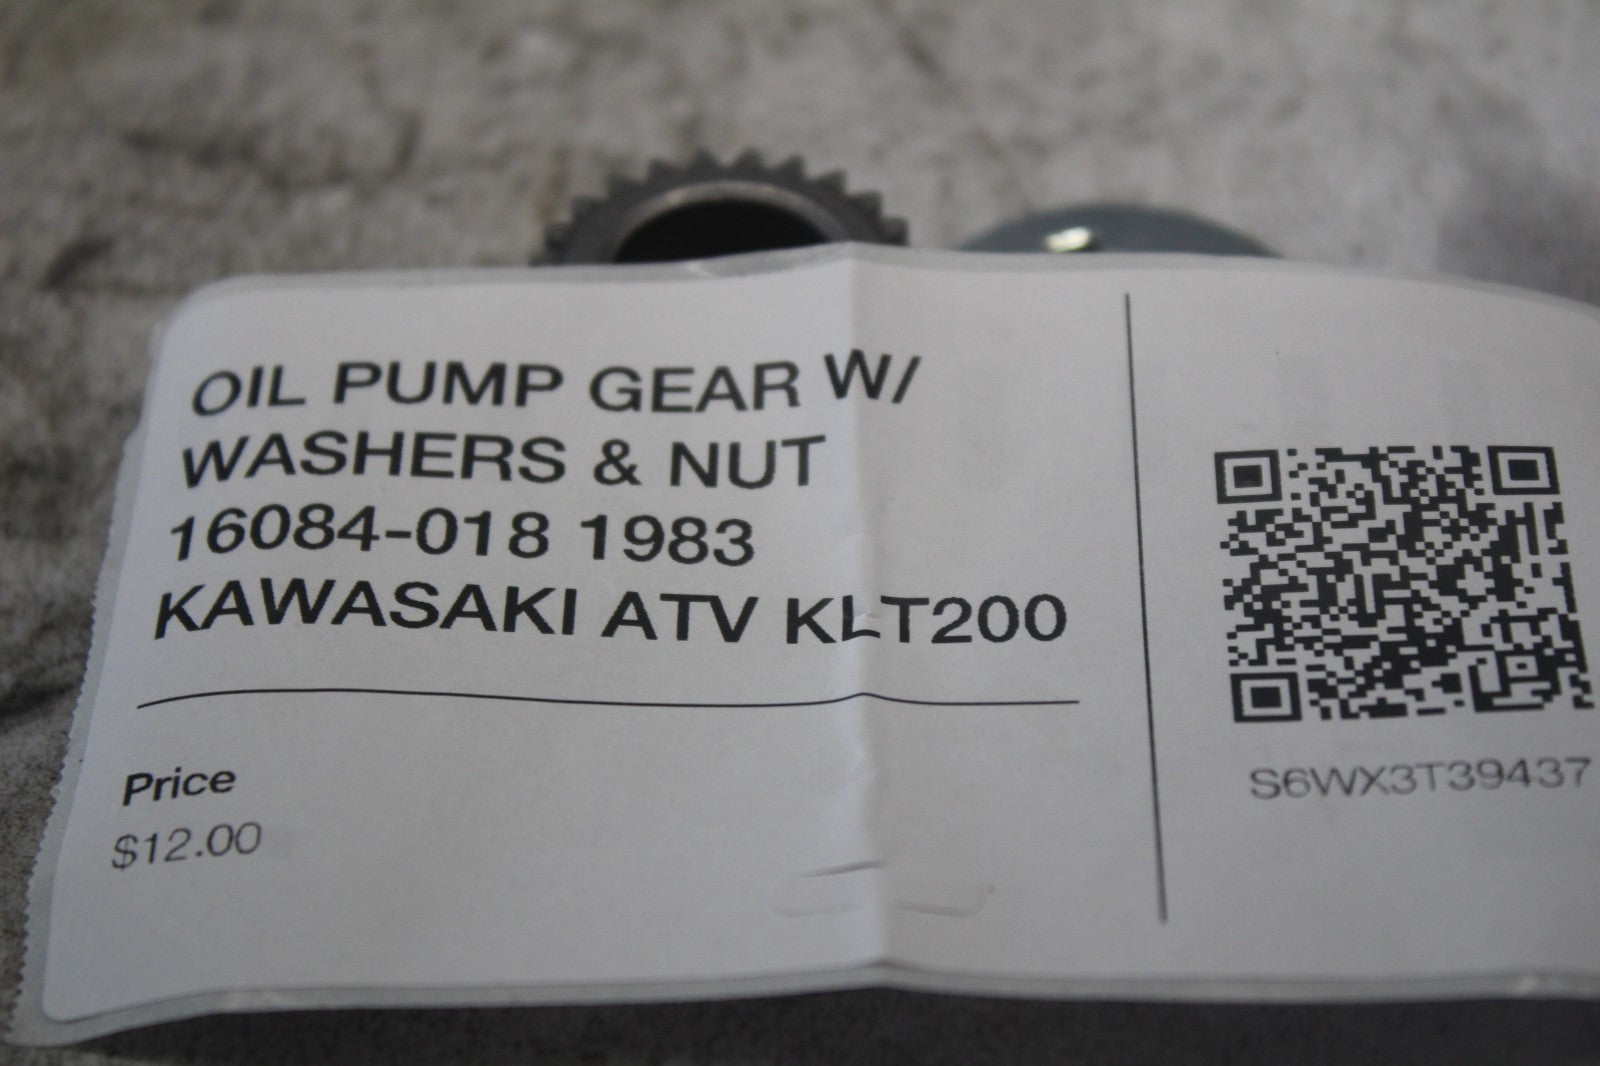 OIL PUMP GEAR W/
WASHERS & NUT
16084-018 1983
KAWASAKI ATV KLT200
Price
$12.00
S6WX3T39437